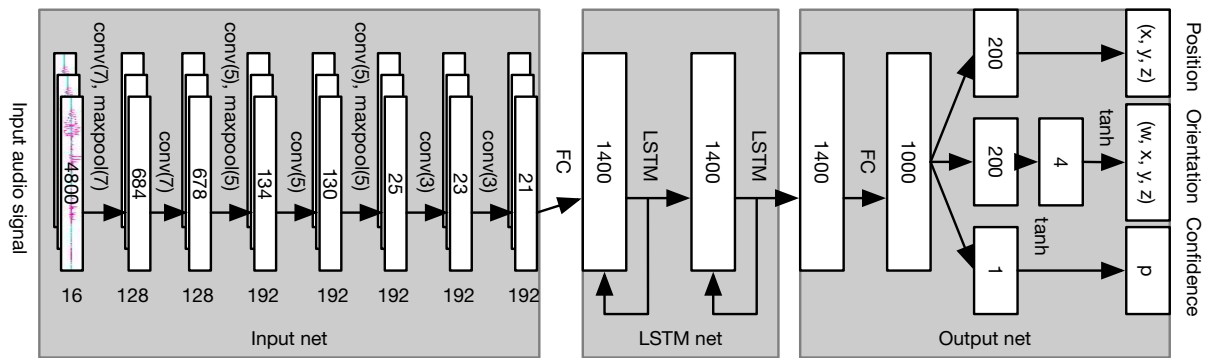 Input audio signal
4800
16
conv(7), maxpool(7)
684
128
conv(7)
678
128
conv(5), maxpool(5)
134
192
conv(5)
130
192
conv(5), maxpool(5)
25
192
conv(3)
23
192
conv(3)
21
192
Input net
FC
1400
LSTM
1400
LSTM
LSTM net
1400
FC
1000
200
(x, y, z)
Position
200
4
tanh
(w, x, y, z)
Orientation
1
tanh
p
Confidence
Output net